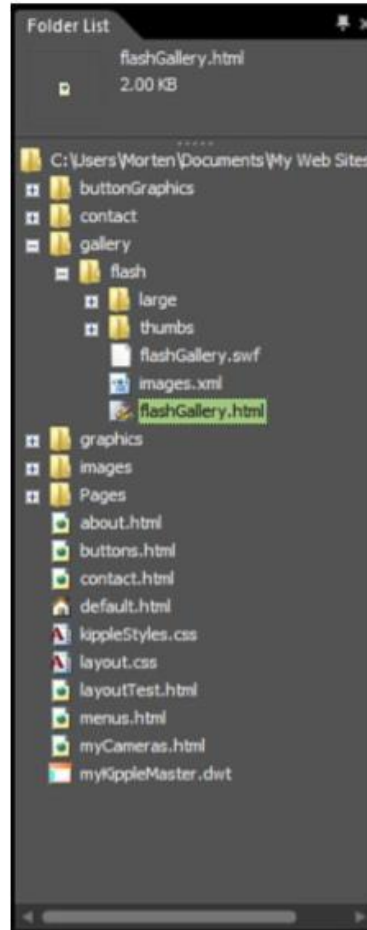 Folder List
flashGallery.html
2.00 KB
C:\Users\Morten\Documents\My Web Sites
buttonGraphics
contact
gallery
flash
large
thumbs
flashGallery.swf
images.xml
flashGallery.html
graphics
images
Pages
about.html
buttons.html
contact.html
default.html
kippleStyles.css
layout.css
layoutTest.html
menus.html
myCameras.html
myKippleMaster.dwt